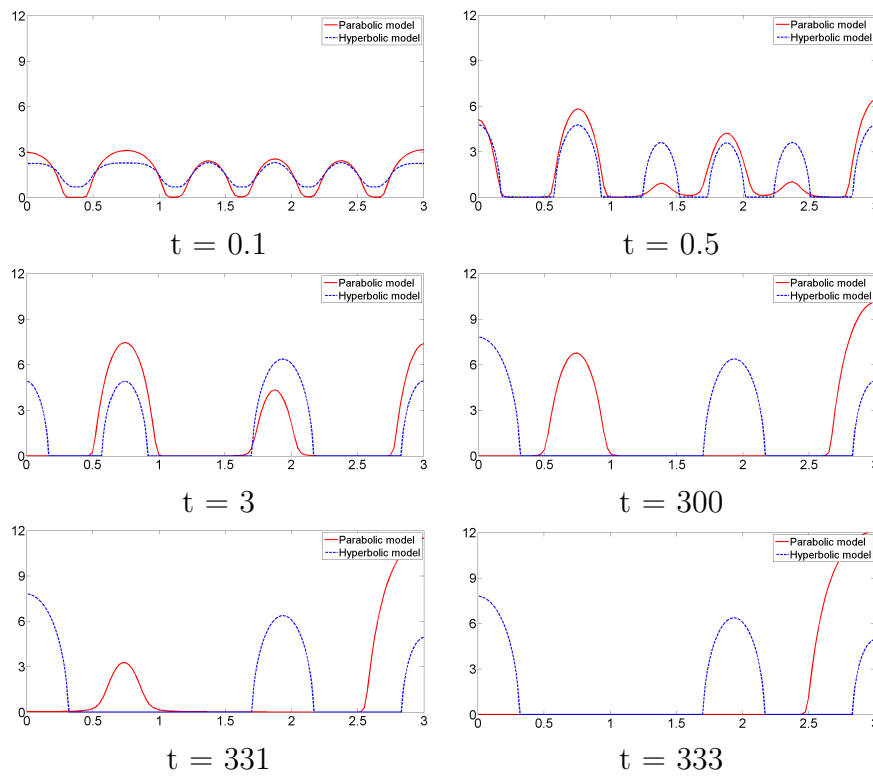 12
9
6
3
0
0 0.5 1 1.5 2 2.5 3
Parabolic model
Hyperbolic model
t = 0.1
12
9
6
3
0
0 0.5 1 1.5 2 2.5 3
Parabolic model
Hyperbolic model
t = 0.5
12
9
6
3
0
0 0.5 1 1.5 2 2.5 3
Parabolic model
Hyperbolic model
t = 3
12
9
6
3
0
0 0.5 1 1.5 2 2.5 3
Parabolic model
Hyperbolic model
t = 300
12
9
6
3
0
0 0.5 1 1.5 2 2.5 3
Parabolic model
Hyperbolic model
t = 331
12
9
6
3
0
0 0.5 1 1.5 2 2.5 3
Parabolic model
Hyperbolic model
t = 333